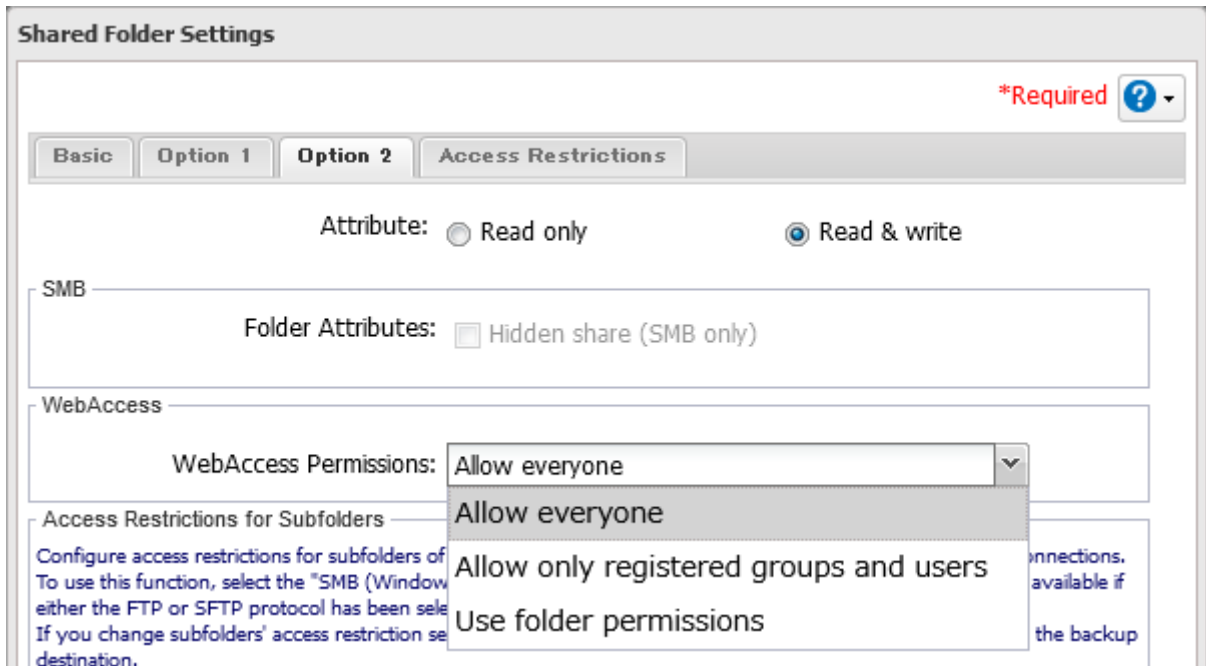 Shared Folder Settings
*Required
Basic Option 1 Option 2 Access Restrictions
Attribute: Read only Read & write
SMB
Folder Attributes: Hidden share (SMB only)
WebAccess
WebAccess Permissions: Allow everyone
Allow everyone
Allow only registered groups and users
Use folder permissions
Access Restrictions for Subfolders
Configure access restrictions for subfolders of
To use this function, select the "SMB (Window available if
either the FTP or SFTP protocol has been
If you change subfolders' access restriction the backup
destination.